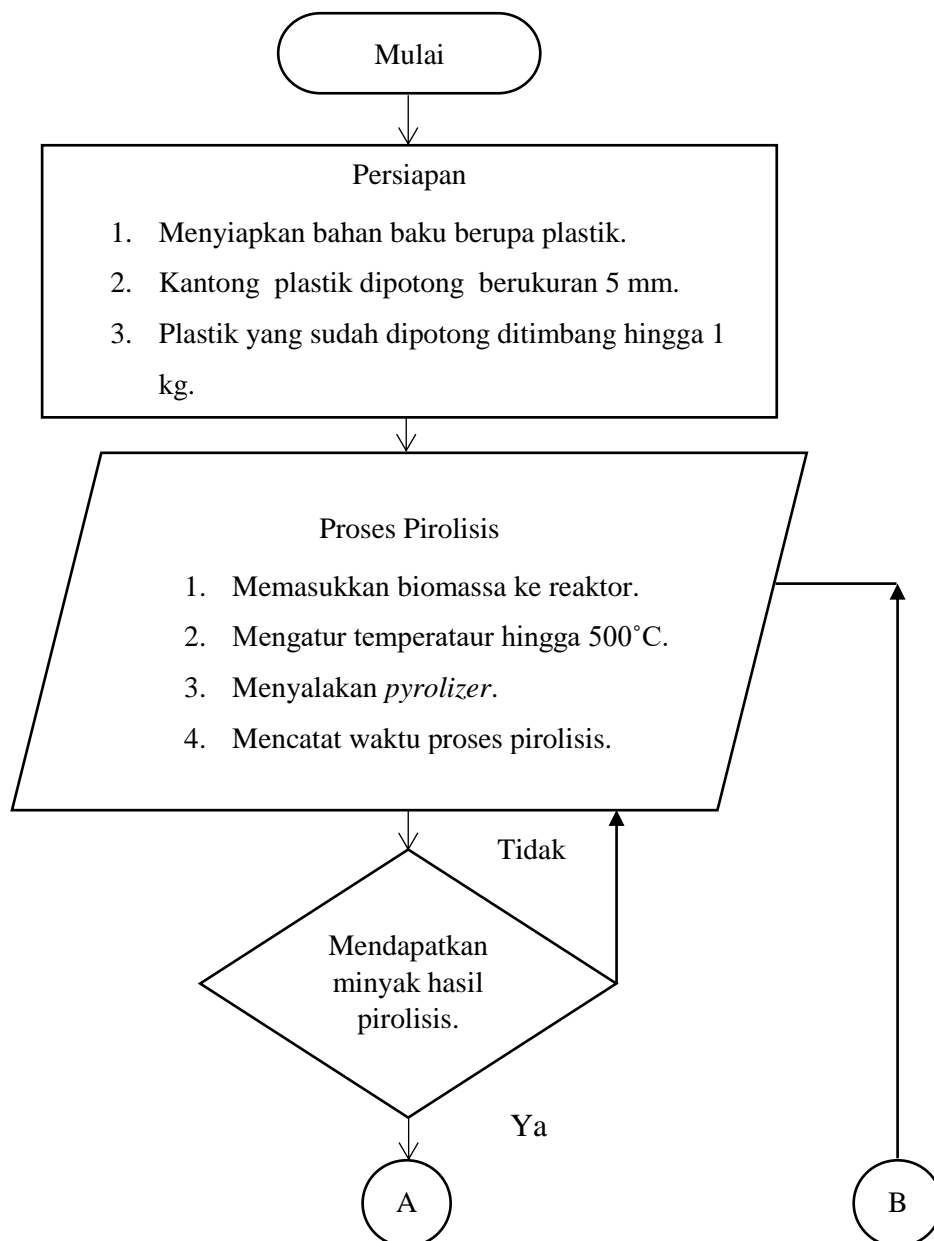 Mulai
Persiapan
1. Menyiapkan bahan baku berupa plastik.
2. Kantong plastik dipotong berukuran 5 mm.
3. Plastik yang sudah dipotong ditimbang hingga 1
kg.
Proses Pirolisis
1. Memasukkan biomassa ke reaktor.
2. Mengatur temperataur hingga 500˚C.
3. Menyalakan pyrolizer.
4. Mencatat waktu proses pirolisis.
Tidak
Mendapatkan
minyak hasil
pirolisis.
Ya
A
B